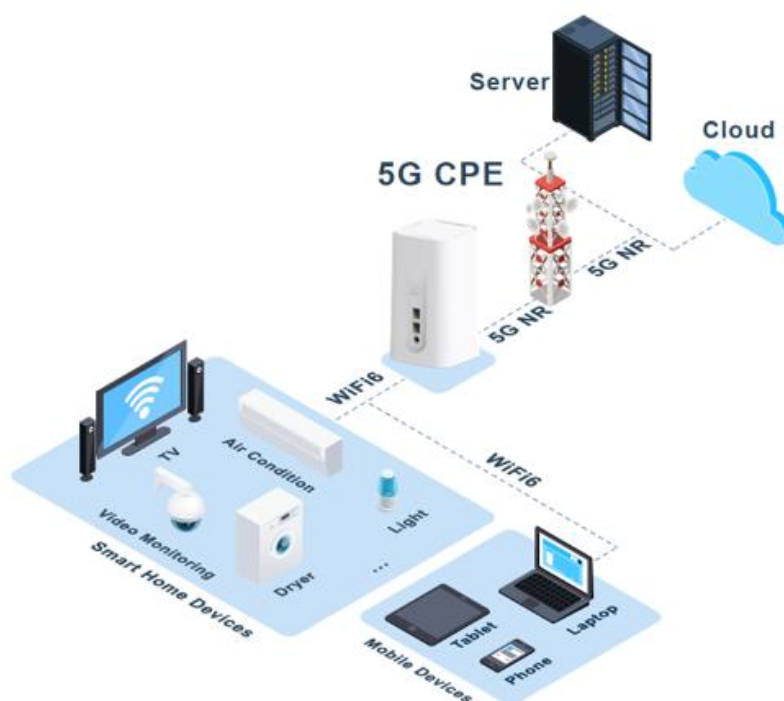 Server
Cloud
5G CPE
5G NR
5G NR
WiFi6
WiFi6
TV
Air Condition
Light
Video Monitoring
Dryer
...
Smart Home Devices
Laptop
Tablet
Phone
Mobile Devices